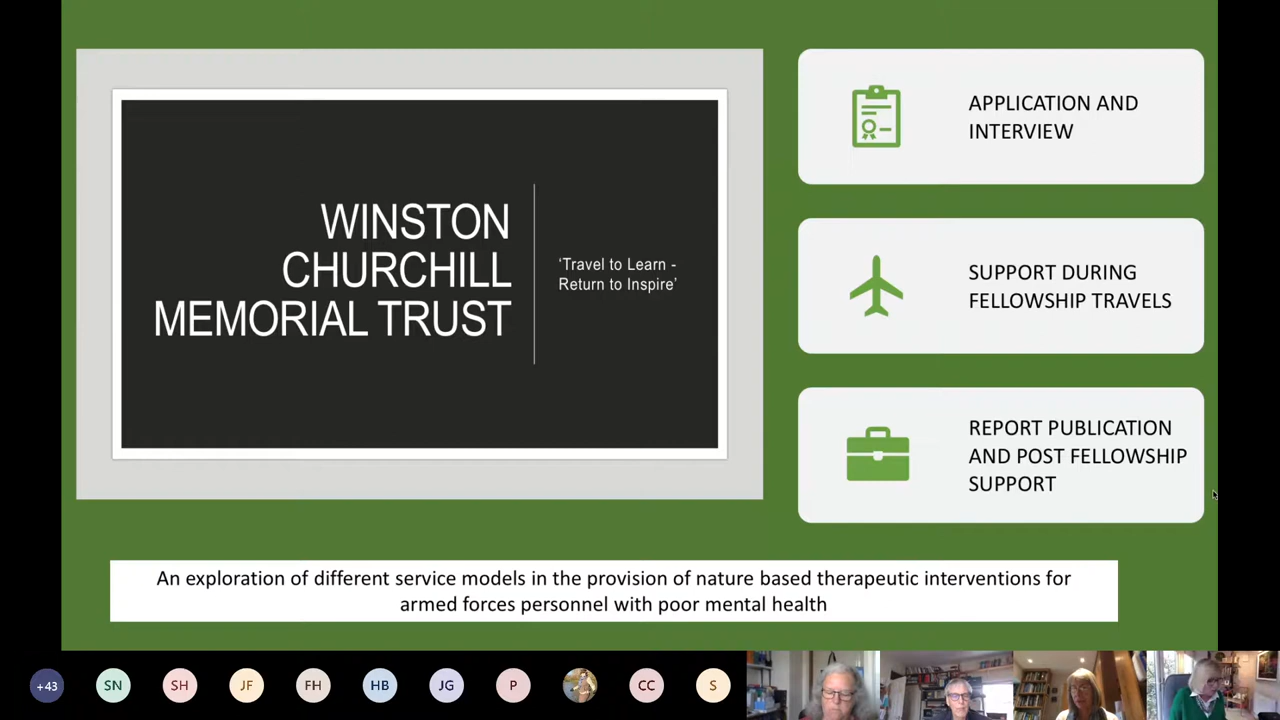 WINSTON
CHURCHILL
MEMORIAL TRUST
‘Travel to Learn -
Return to Inspire’
APPLICATION AND
INTERVIEW
SUPPORT DURING
FELLOWSHIP TRAVELS
REPORT PUBLICATION
AND POST FELLOWSHIP
SUPPORT
An exploration of different service models in the provision of nature based therapeutic interventions for
armed forces personnel with poor mental health
+43 SN SH JF FH HB JG P CC S